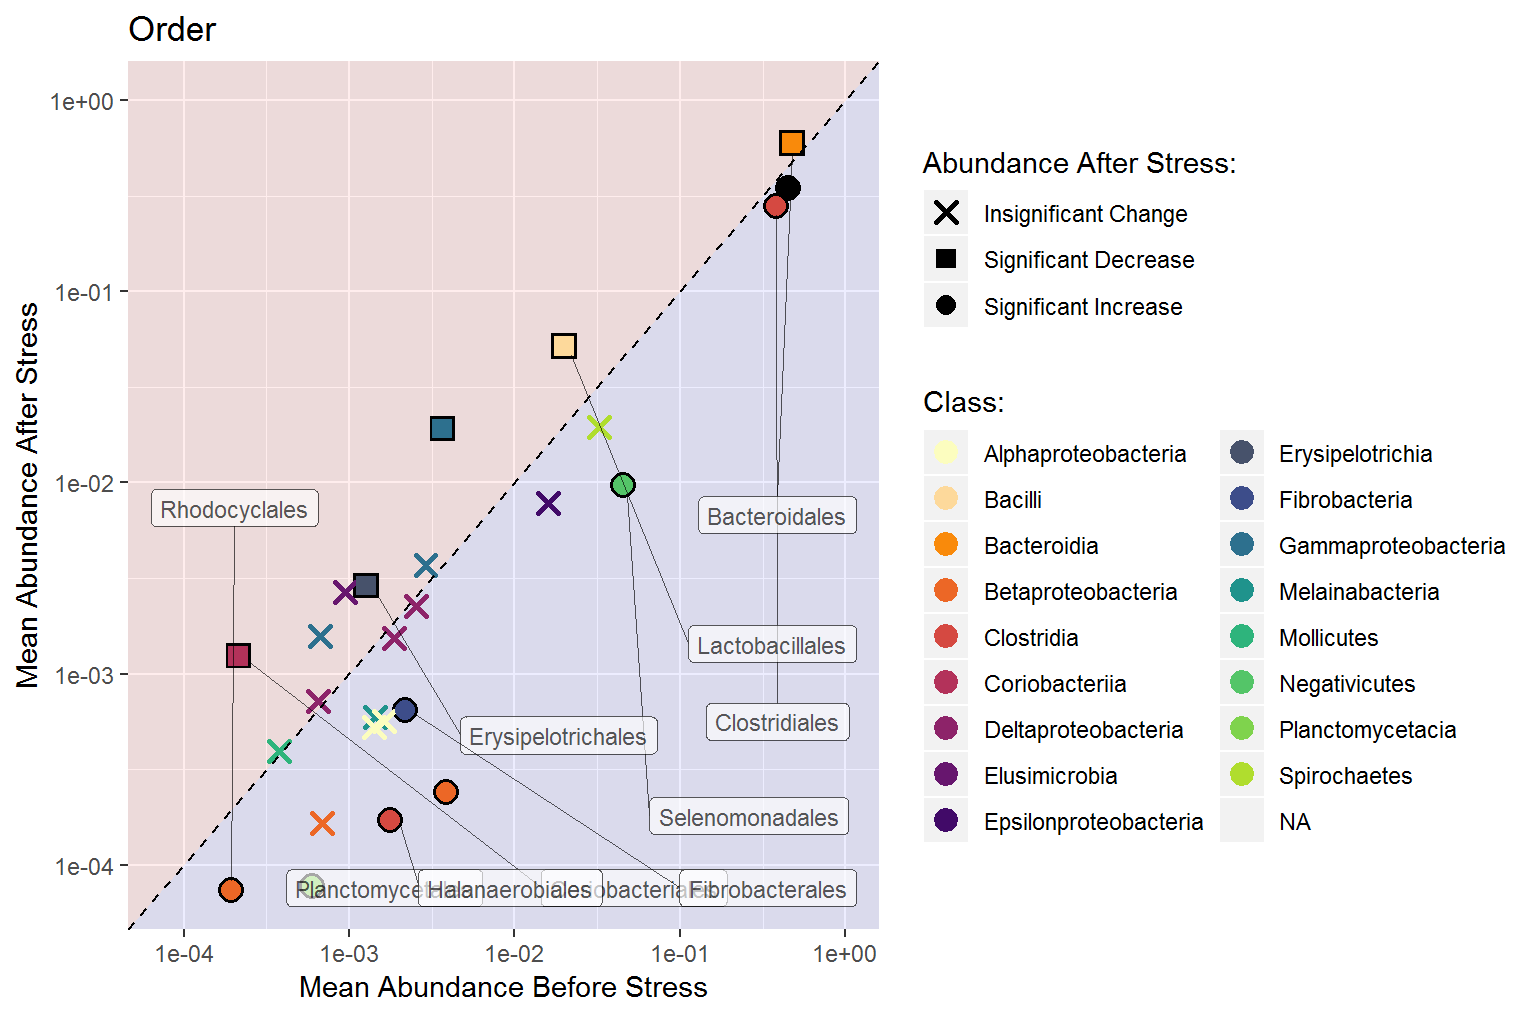 Order
Mean Abundance After Stress
1e+00
1e-01
1e-02
1e-03
1e-04
Rhodocyclales
Bacteroidales
Lactobacillales
Clostridiales
Erysipelotrichales
Selenomonadales
Halanaerobiales
Fibrobacterales
1e-04
1e-03
1e-02
1e-01
1e+00
Mean Abundance Before Stress
Abundance After Stress:
Insignificant Change
Significant Decrease
Significant Increase
Class:
Alphaproteobacteria
Bacilli
Bacteroidia
Betaproteobacteria
Clostridia
Coriobacteriia
Deltaproteobacteria
Elusimicrobia
Epsilonproteobacteria
Erysipelotrichia
Fibrobacteria
Gammaproteobacteria
Melainabacteria
Mollicutes
Negativicutes
Planctomycetacia
Spirochaetes
NA